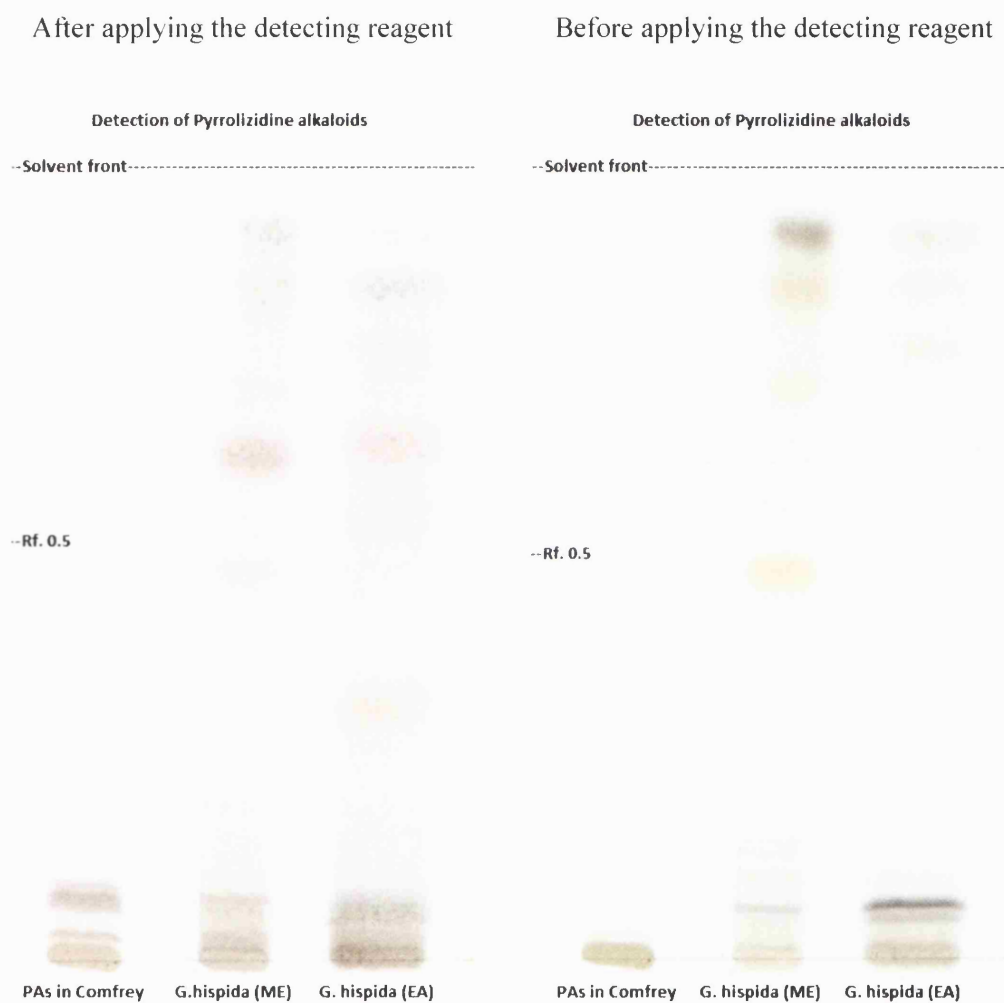 After applying the detecting reagent
Before applying the detecting reagent
Detection of Pyrrolizidine alkaloids
Detection of Pyrrolizidine alkaloids
--Solvent front--------------------------------------------------
--Solvent front--------------------------------------------------
--Rf. 0.5
--Rf. 0.5
PAs in Comfrey
G.hispida (ME)
G. hispida (EA)
PAs in Comfrey
G. hispida (ME)
G. hispida (EA)